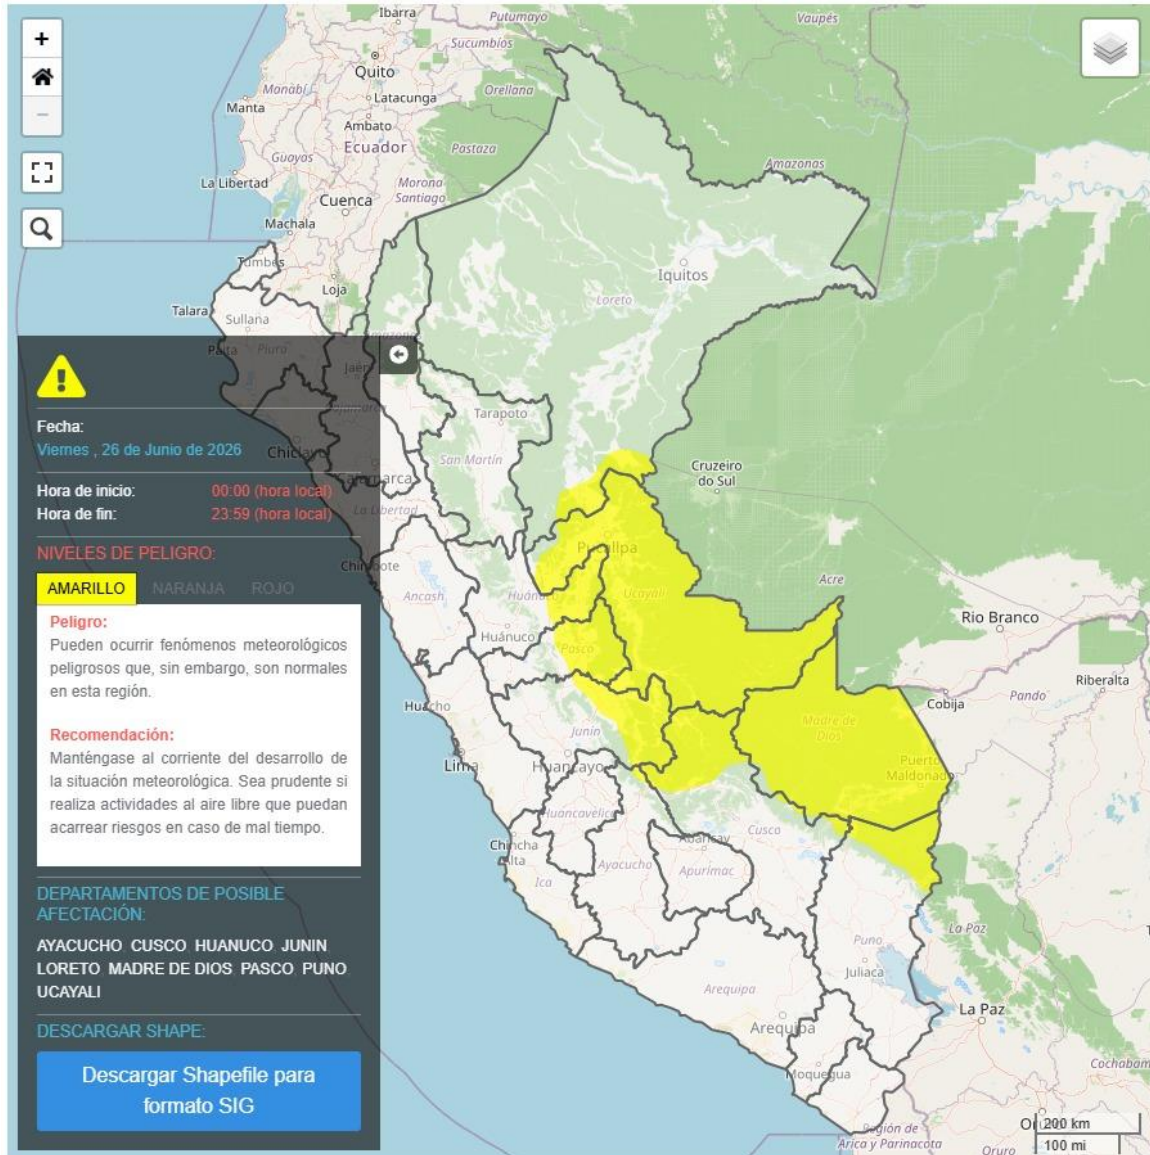 +
−
Ibarra
Putumayo
Vaupés
Sucumbíos
Quito
Manabí
Latacunga
Orellana
Manta
Ambato
Ecuador
Pastaza
Guayas
Amazonas
La Libertad
Morona
Santiago
Cuenca
Machala
Tumbes
Iquitos
Loja
Loreto
Talara
Sullana
Paita
Piura
Amazonas
Jaén
Cajamarca
Tarapoto
Chiclayo
San Martín
Cruzeiro
do Sul
Cajamarca
La Libertad
Pucallpa
Chimbote
Acre
Ancash
Huánuco
Ucayali
Rio Branco
Huánuco
Pasco
Riberalta
Pando
Cobija
Huacho
Madre de
Dios
Junin
Lima
Huancayo
Puerto
Maldonado
Huancavelica
Cusco
Abancay
Chincha
Alta
Ayacucho
Apurímac
Ica
La Paz
Puno
Juliaca
Arequipa
La Paz
Arequipa
Cochabam
Moquegua
Región de
Arica y Parinacota
Oruro
200 km
100 mi
Fecha:
Viernes , 26 de Junio de 2026
Hora de inicio: 00:00 (hora local)
Hora de fin: 23:59 (hora local)
NIVELES DE PELIGRO:
AMARILLO NARANJA ROJO
Peligro:
Pueden ocurrir fenómenos meteorológicos
peligrosos que, sin embargo, son normales
en esta región.
Recomendación:
Manténgase al corriente del desarrollo de
la situación meteorológica. Sea prudente si
realiza actividades al aire libre que puedan
acarrear riesgos en caso de mal tiempo.
DEPARTAMENTOS DE POSIBLE
AFECTACIÓN:
AYACUCHO CUSCO HUANUCO JUNIN
LORETO MADRE DE DIOS PASCO PUNO
UCAYALI
DESCARGAR SHAPE:
Descargar Shapefile para
formato SIG